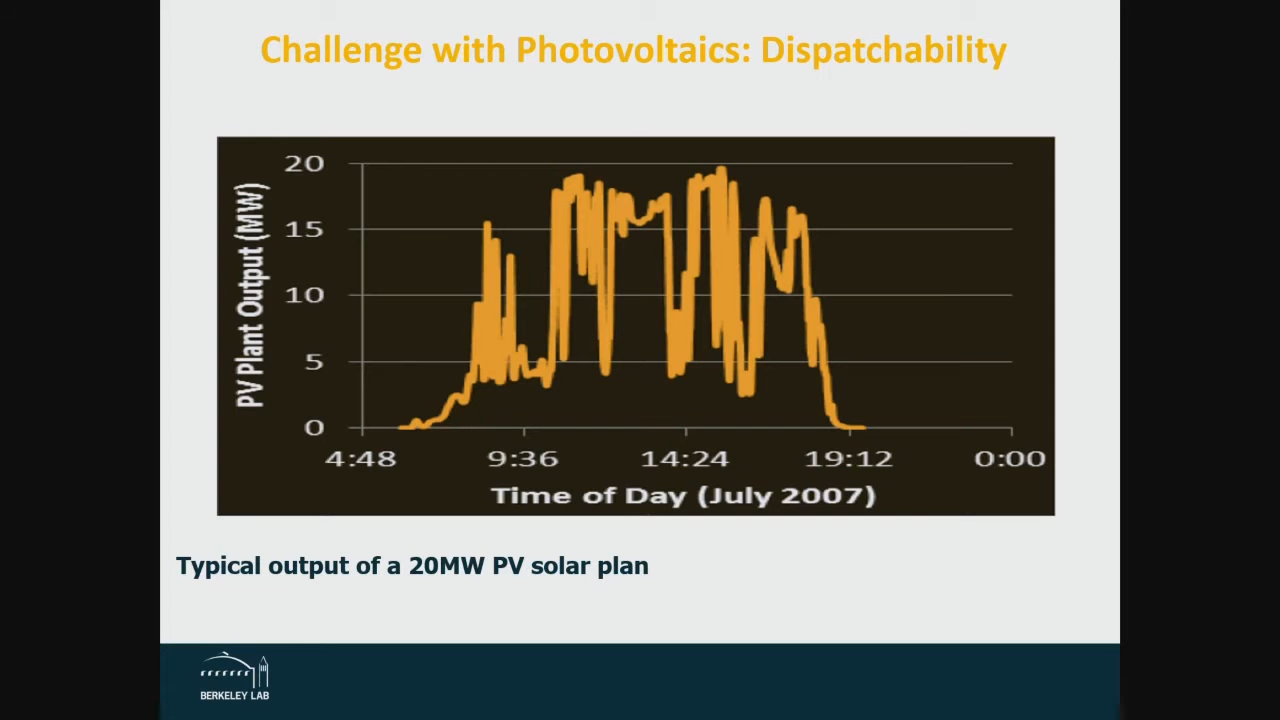 Challenge with Photovoltaics: Dispatchability
PV Plant Output (MW)
20
15
10
5
0
4:48 9:36 14:24 19:12 0:00
Time of Day (July 2007)
Typical output of a 20MW PV solar plan
BERKELEY LAB